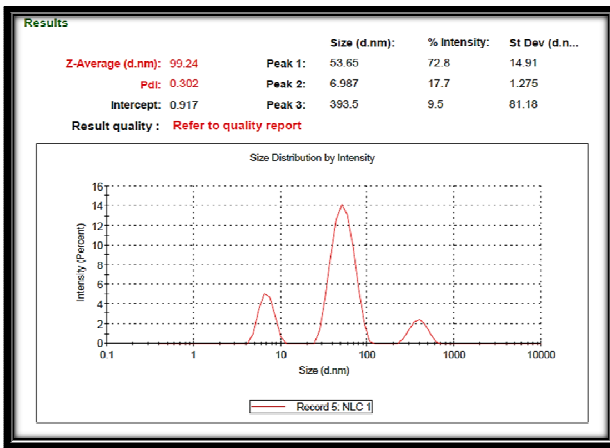 Results
Size (d.nm): % Intensity: St Dev (d.n...
Z-Average (d.nm): 99.24 Peak 1: 53.65 72.8 14.91
PdI: 0.302 Peak 2: 6.987 17.7 1.275
Intercept: 0.917 Peak 3: 393.5 9.5 81.18
Result quality : Refer to quality report
Size Distribution by Intensity
Intensity (Percent)
16
14
12
10
8
6
4
2
0
0.1 1 10 100 1000 10000
Size (d.nm)
Record 5: NLC 1